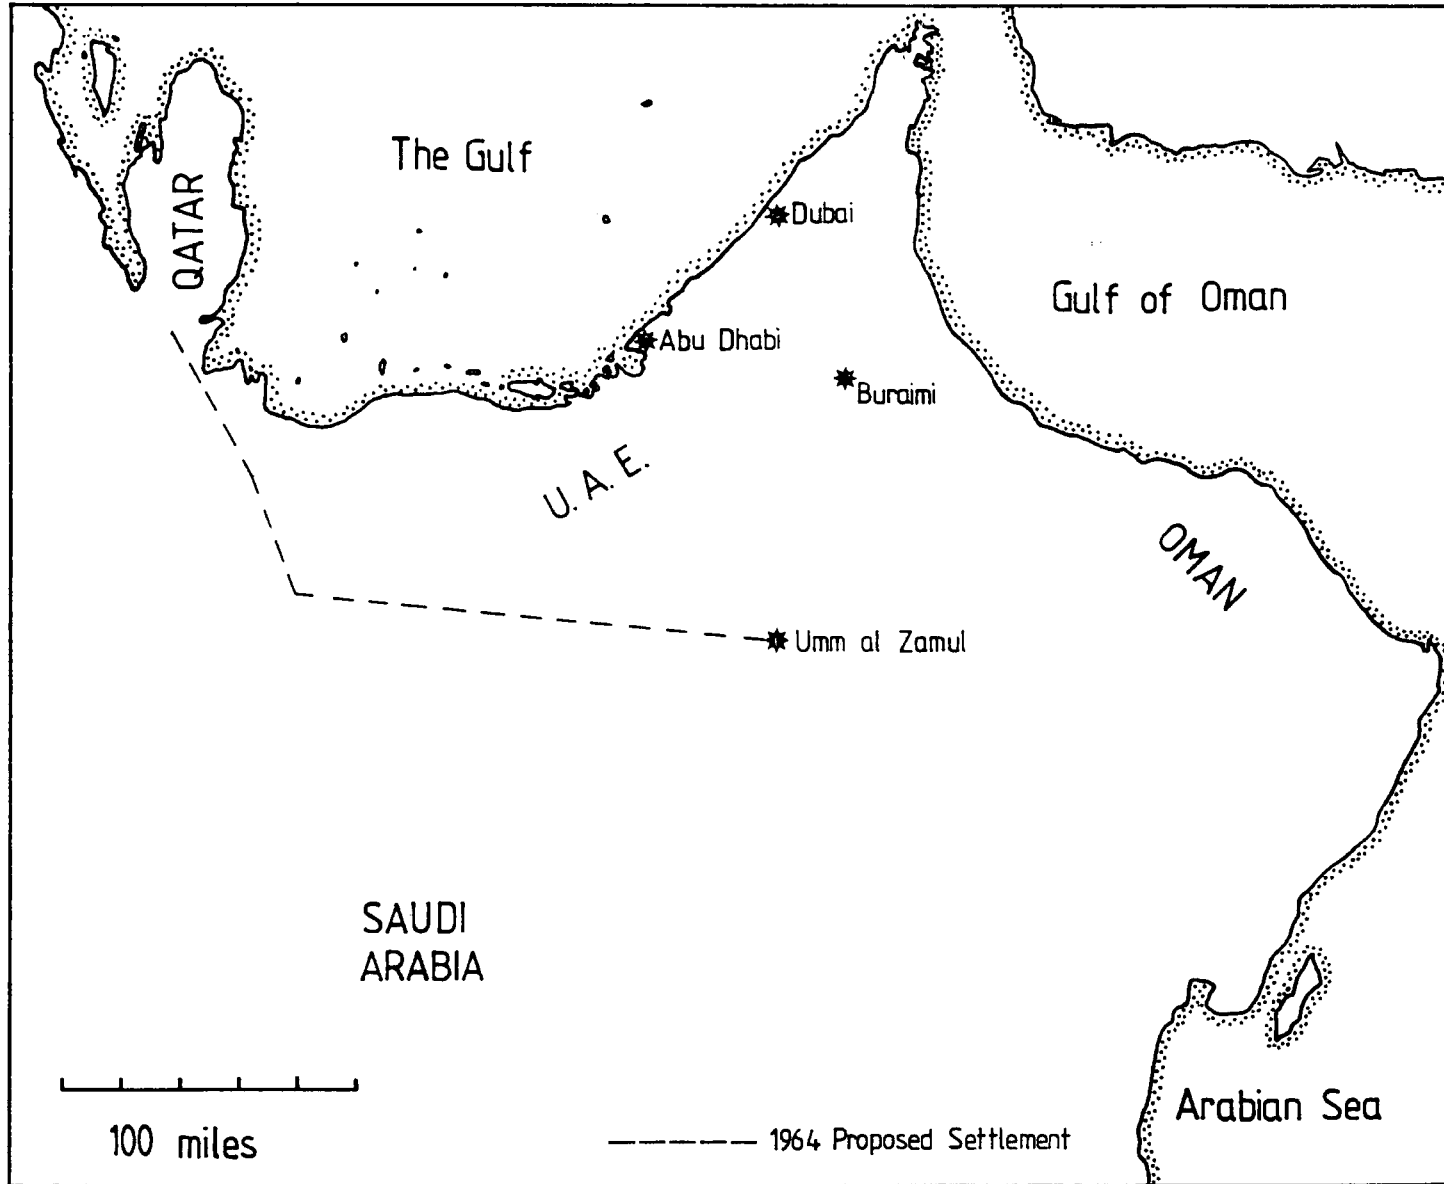 The Gulf
QATAR
Dubai
Gulf of Oman
Abu Dhabi
Buraimi
U. A. E.
OMAN
Umm al Zamul
SAUDI
ARABIA
Arabian Sea
100 miles
1964 Proposed Settlement